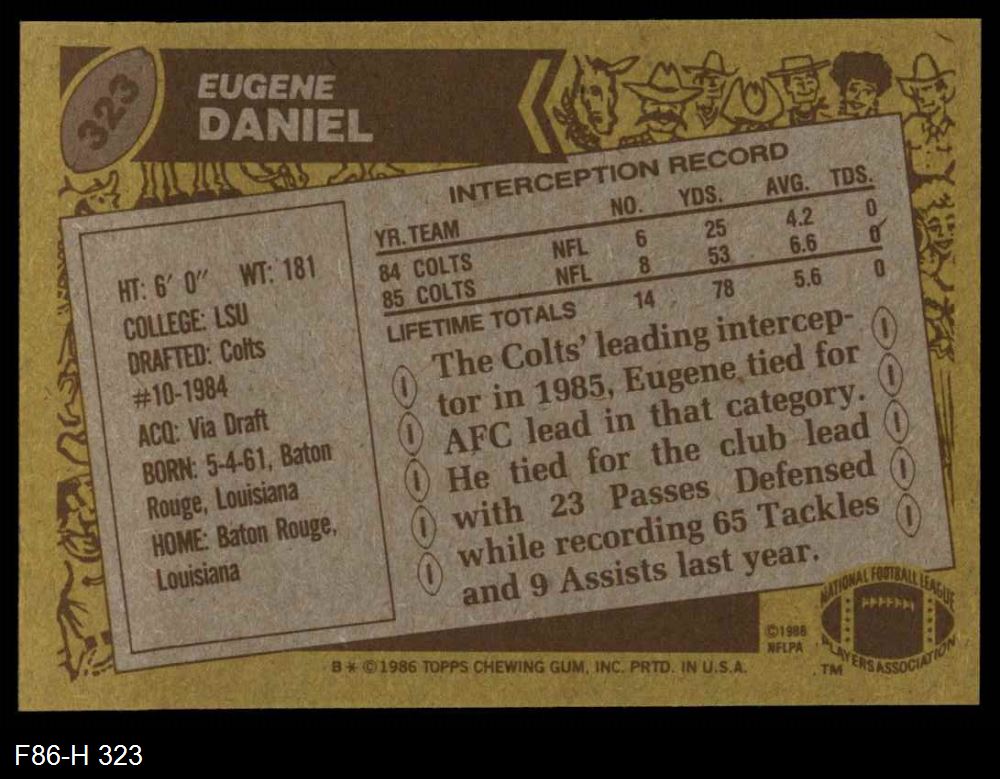 323
EUGENE
DANIEL
INTERCEPTION RECORD
YR. TEAM NO. YDS. AVG. TDS.
84 COLTS NFL 6 25 4.2 0
85 COLTS NFL 8 53 6.6 0
LIFETIME TOTALS 14 78 5.6 0
HT: 6′ 0″ WT: 181
COLLEGE: LSU
DRAFTED: Colts
#10-1984
ACQ: Via Draft
BORN: 5-4-61, Baton
Rouge, Louisiana
HOME: Baton Rouge,
Louisiana
The Colts' leading intercep-
tor in 1985, Eugene tied for
AFC lead in that category.
He tied for the club lead
with 23 Passes Defensed
while recording 65 Tackles
and 9 Assists last year.
NATIONAL FOOTBALL LEAGUE
PLAYERS ASSOCIATION
TM
©1986
NFLPA
B* ©1986 TOPPS CHEWING GUM, INC. PRTD. IN U.S.A.
F86-H 323